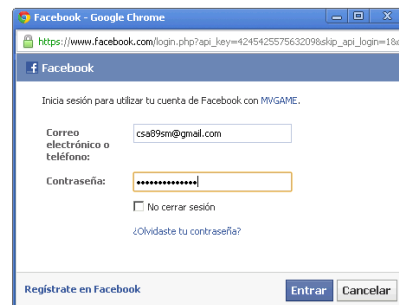 Facebook - Google Chrome
https://www.facebook.com/login.php?api_key=424542557563209&skip_api_login=1&
Facebook
Inicia sesión para utilizar tu cuenta de Facebook con MVGAME.
Correo electrónico o teléfono:
csa89sm@gmail.com
Contraseña:
••••••••••••••
No cerrar sesión
¿Olvidaste tu contraseña?
Regístrate en Facebook
Entrar
Cancelar